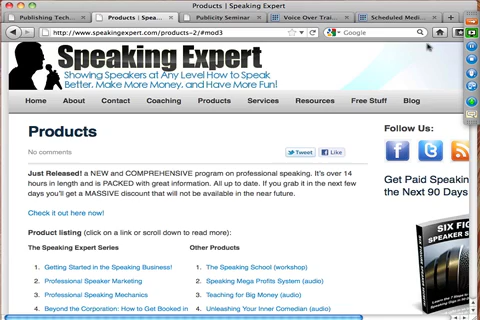 Products | Speaking Expert
Publishing Tech...
Products | Speak...
Publicity Seminar
Voice Over Trai...
Scheduled Medi...
http://www.speakingexpert.com/products-2/#mod3
Google
Speaking Expert
Showing Speakers at Any Level How to Speak
Better, Make More Money, and Have More Fun!
Home About Contact Coaching Products Services Resources Free Stuff Blog
Products
No comments
Tweet
Like
Just Released! a NEW and COMPREHENSIVE program on professional speaking. It's over 14
hours in length and is PACKED with great information. All up to date. If you grab it in the next few
days you'll get a MASSIVE discount that will not be available in the near future.
Check it out here now!
Product listing (click on a link or scroll down to read more):
The Speaking Expert Series
1. Getting Started in the Speaking Business!
2. Professional Speaker Marketing
3. Professional Speaking Mechanics
4. Beyond the Corporation: How to Get Booked in
Other Products
1. The Speaking School (workshop)
2. Speaking Mega Profits System (audio)
3. Teaching for Big Money (audio)
4. Unleashing Your Inner Comedian (audio)
Follow Us:
Get Paid Speaking
the Next 90 Days
SIX FIG
SPEAKER S